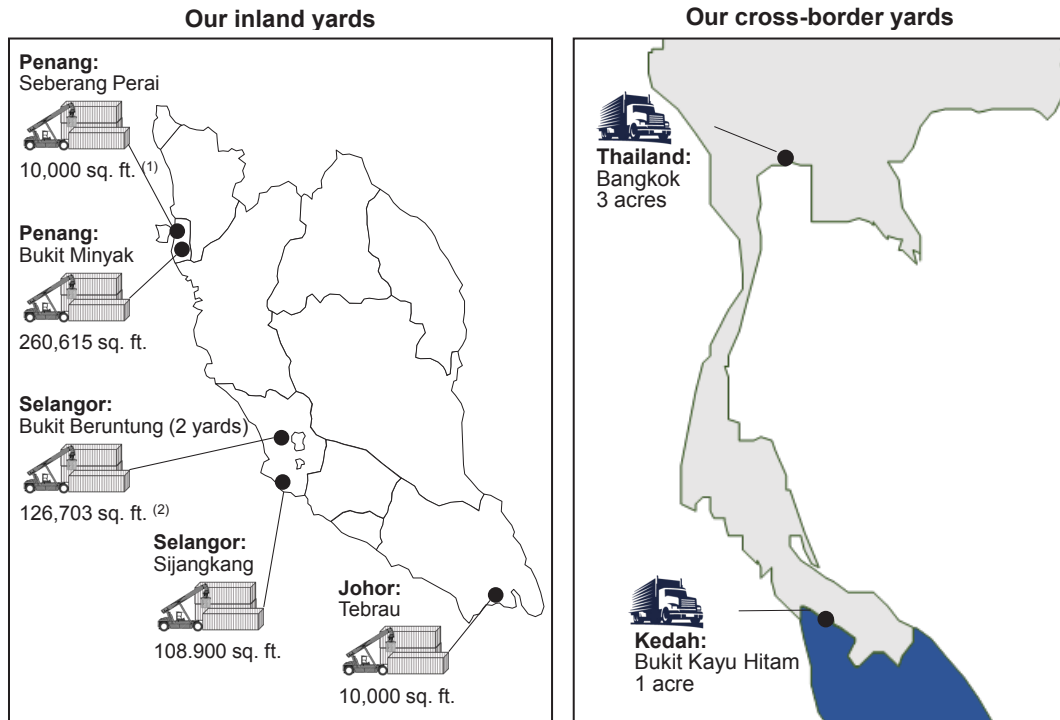 Our inland yards
Penang:
Seberang Perai
10,000 sq. ft. (1)
Penang:
Bukit Minyak
260,615 sq. ft.
Selangor:
Bukit Beruntung (2 yards)
126,703 sq. ft. (2)
Selangor:
Sijangkang
108.900 sq. ft.
Johor:
Tebrau
10,000 sq. ft.
Our cross-border yards
Thailand:
Bangkok
3 acres
Kedah:
Bukit Kayu Hitam
1 acre